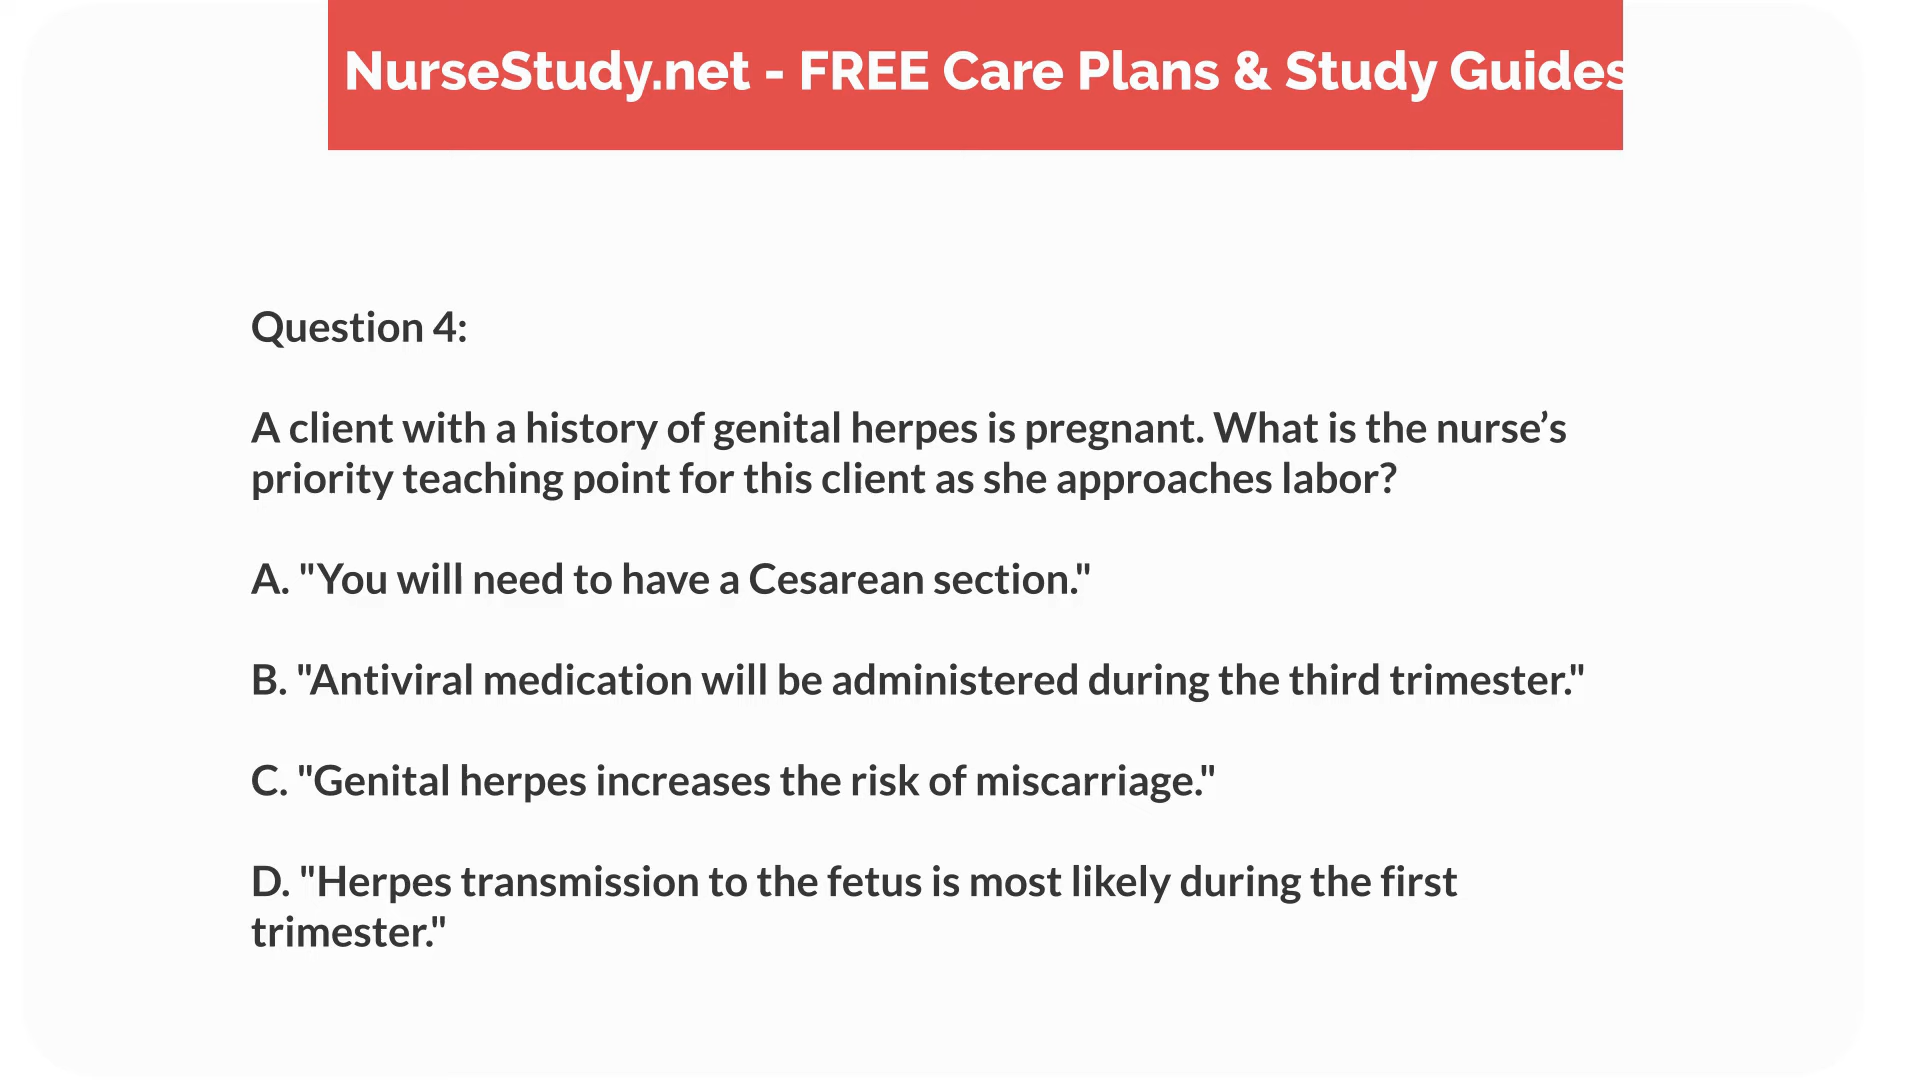 NurseStudy.net - FREE Care Plans & Study Guides
Question 4:
A client with a history of genital herpes is pregnant. What is the nurse’s
priority teaching point for this client as she approaches labor?
A. "You will need to have a Cesarean section."
B. "Antiviral medication will be administered during the third trimester."
C. "Genital herpes increases the risk of miscarriage."
D. "Herpes transmission to the fetus is most likely during the first
trimester."